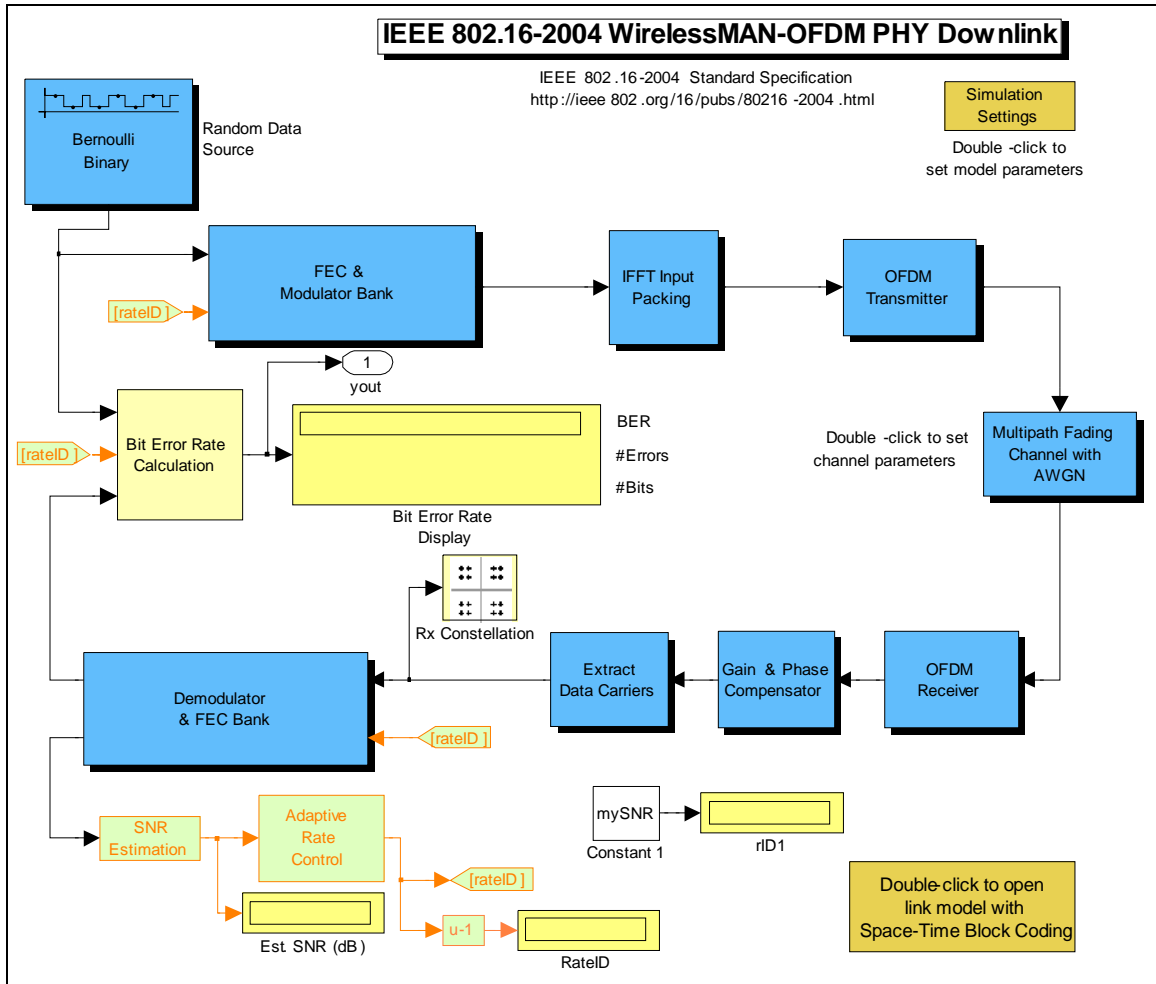 IEEE 802.16-2004 WirelessMAN-OFDM PHY Downlink
IEEE 802 .16 -2004 Standard Specification
http://ieee 802 .org /16 /pubs /80216 -2004 .html
Simulation
Settings
Double -click to
set model parameters
Bernoulli
Binary
Random Data
Source
FEC &
Modulator Bank
[rateID ]
IFFT Input
Packing
OFDM
Transmitter
1
yout
Bit Error Rate
Calculation
[rateID ]
BER
#Errors
#Bits
Bit Error Rate
Display
Double -click to set
channel parameters
Multipath Fading
Channel with
AWGN
Rx Constellation
Demodulator
& FEC Bank
[rateID ]
Extract
Data Carriers
Gain & Phase
Compensator
OFDM
Receiver
SNR
Estimation
Adaptive
Rate
Control
[rateID ]
Est. SNR (dB )
u-1
RateID
mySNR
Constant 1
rID1
Double-click to open
link model with
Space-Time Block Coding